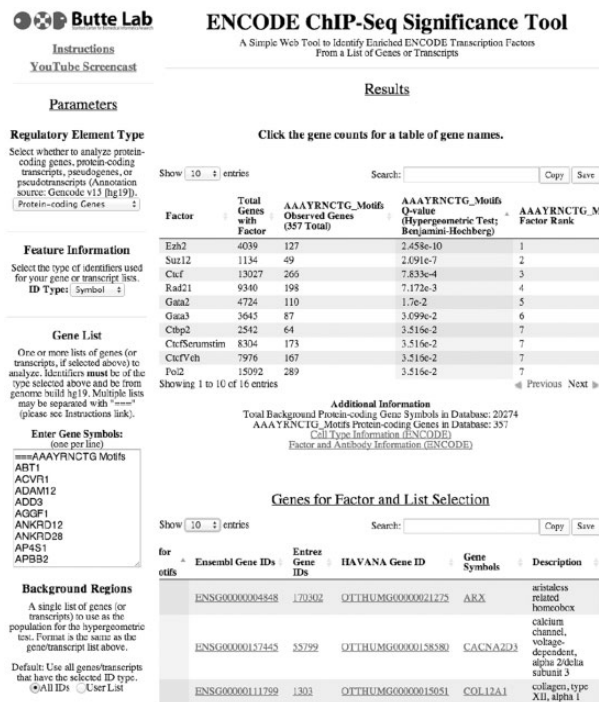 Butte Lab
Instructions
YouTube Screencast
Parameters
Regulatory Element Type
Select whether to analyze protein-
coding genes, protein-coding
transcripts, pseudogenes, or
pseudotranscripts (Annotation
source: Gencode v15 [hg19]).
Protein-coding Genes
Feature Information
Select the type of identifiers used
for your gene or transcript lists.
ID Type: Symbol
Gene List
One or more lists of genes (or
transcripts, if selected above) to
analyze. Identifiers must be of the
type selected above and be from
genome build hg19. Multiple lists
may be separated with "==="
(please see Instructions link).
Enter Gene Symbols:
(one per line)
===AAAYRNCTG Motifs
ABT1
ACVR1
ADAM12
ADD3
AGGF1
ANKRD12
ANKRD28
AP4S1
APBB2
Background Regions
A single list of genes (or
transcripts) to use as the
population for the hypergeometric
test. Format is the same as the
gene/transcript list above.
Default: Use all genes/transcripts
that have the selected ID type.
All IDs User List
ENCODE ChIP-Seq Significance Tool
A Simple Web Tool to Identify Enriched ENCODE Transcription Factors
From a List of Genes or Transcripts
Results
Click the gene counts for a table of gene names.
Show 10 entries Search: Copy Save
Factor Total Genes with Factor AAAYRNCTG_Motifs Observed Genes (357 Total) AAAYRNCTG_Motifs Q-value (Hypergeometric Test; Benjamini-Hochberg) AAAYRNCTG_M Factor Rank
Ezh2 4039 127 2.458e-10 1
Suz12 1134 49 2.091e-7 2
Ctcf 13027 266 7.833e-4 3
Rad21 9340 198 7.172e-3 4
Gata2 4724 110 1.7e-2 5
Gata3 3645 87 3.099e-2 6
Ctbp2 2542 64 3.516e-2 7
CtcfSerumstim 8304 173 3.516e-2 7
CtcfVeh 7976 167 3.516e-2 7
Pol2 15092 289 3.516e-2 7
Showing 1 to 10 of 16 entries Previous Next
Additional Information
Total Background Protein-coding Gene Symbols in Database: 20274
AAAYRNCTG_Motifs Protein-coding Genes in Database: 357
Cell Type Information (ENCODE)
Factor and Antibody Information (ENCODE)
Genes for Factor and List Selection
Show 10 entries Search: Copy Save
for otifs Ensembl Gene IDs Entrez Gene IDs HAVANA Gene ID Gene Symbols Description
ENSG00000004848 170302 OTTHUMG00000021275 ARX aristaless related homeobox
ENSG00000157445 55799 OTTHUMG00000158580 CACNA2D3 calcium channel, voltage-dependent, alpha 2/delta subunit 3
ENSG00000111799 1303 OTTHUMG00000015051 COL12A1 collagen, type XII, alpha 1